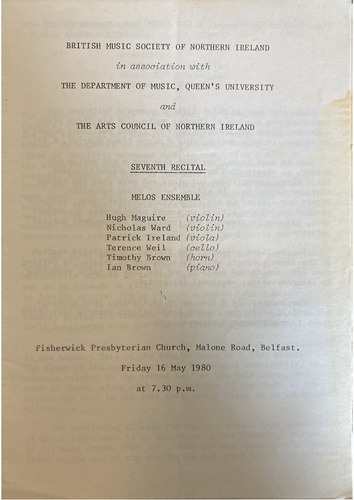 BRITISH MUSIC SOCIETY OF NORTHERN IRELAND
in association with
THE DEPARTMENT OF MUSIC, QUEEN'S UNIVERSITY
and
THE ARTS COUNCIL OF NORTHERN IRELAND
SEVENTH RECITAL
MELOS ENSEMBLE
Hugh Maguire (violin)
Nicholas Ward (violin)
Patrick Ireland (viola)
Terence Weil (cello)
Timothy Brown (horn)
Ian Brown (piano)
Fisherwick Presbyterian Church, Malone Road, Belfast.
Friday 16 May 1980
at 7.30 p.m.